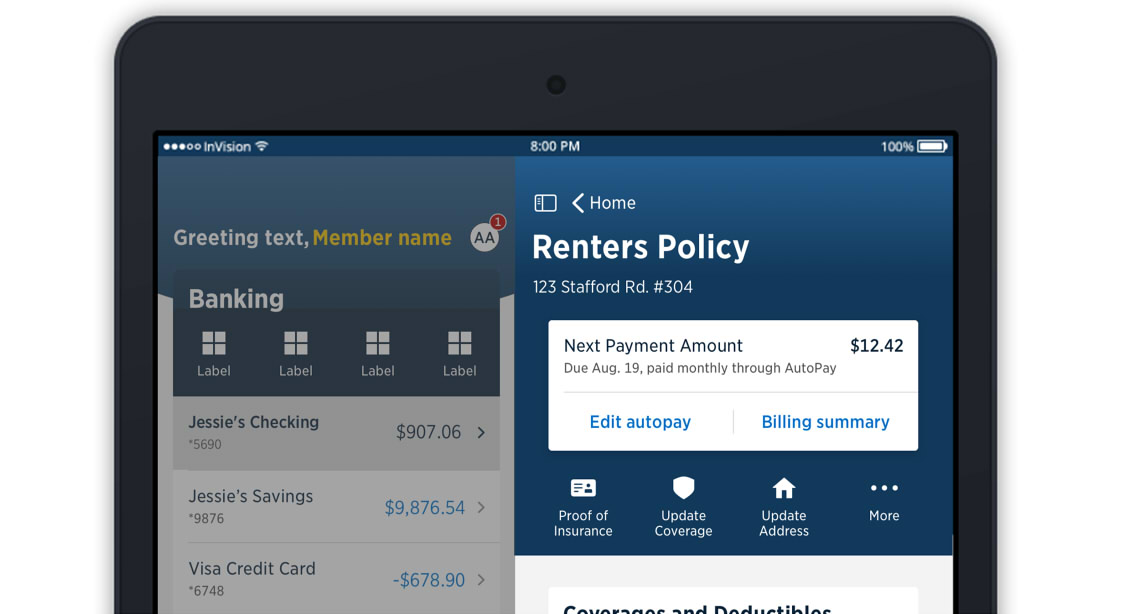 InVision
8:00 PM
100%
Greeting text, Member name
AA
1
Banking
Label
Label
Label
Label
Jessie's Checking
*5690
$907.06
Jessie’s Savings
*9876
$9,876.54
Visa Credit Card
*6748
-$678.90
Home
Renters Policy
123 Stafford Rd. #304
Next Payment Amount
$12.42
Due Aug. 19, paid monthly through AutoPay
Edit autopay
Billing summary
Proof of
Insurance
Update
Coverage
Update
Address
More
Coverages and Deductibles